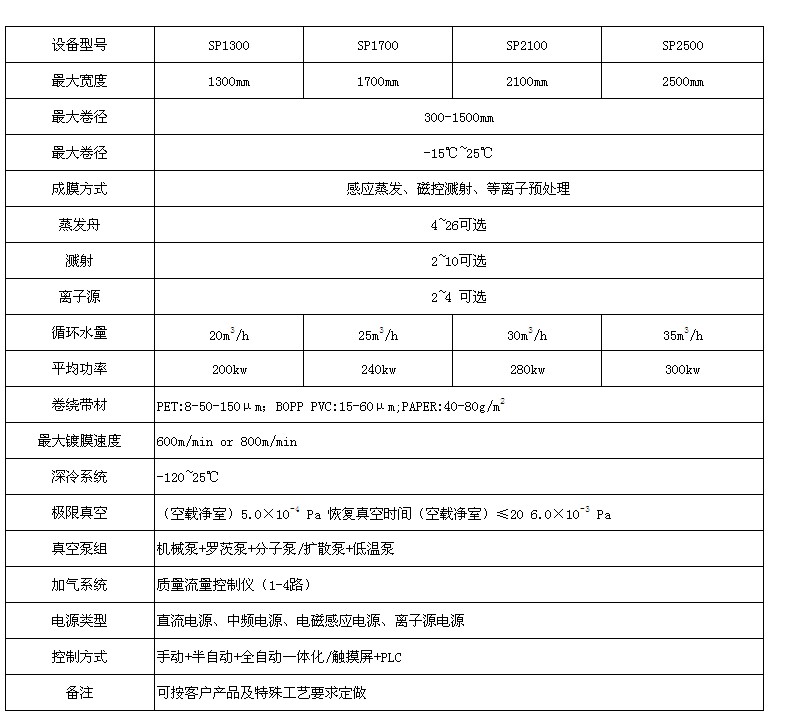 设备型号 SP1300 SP1700 SP2100 SP2500
最大宽度 1300mm 1700mm 2100mm 2500mm
最大卷径 300-1500mm
最大卷径 -15℃~25℃
成膜方式 感应蒸发、磁控溅射、等离子预处理
蒸发舟 4~26可选
溅射 2~10可选
离子源 2~4 可选
循环水量 20m³/h 25m³/h 30m³/h 35m³/h
平均功率 200kw 240kw 280kw 300kw
卷绕带材 PET:8-50-150μm；BOPP PVC:15-60μm;PAPER:40-80g/m²
最大镀膜速度 600m/min or 800m/min
深冷系统 -120~25℃
极限真空 （空载净室）5.0×10⁻⁴ Pa 恢复真空时间（空载净室）≤20 6.0×10⁻³ Pa
真空泵组 机械泵+罗茨泵+分子泵/扩散泵+低温泵
加气系统 质量流量控制仪（1-4路）
电源类型 直流电源、中频电源、电磁感应电源、离子源电源
控制方式 手动+半自动+全自动一体化/触摸屏+PLC
备注 可按客户产品及特殊工艺要求定做